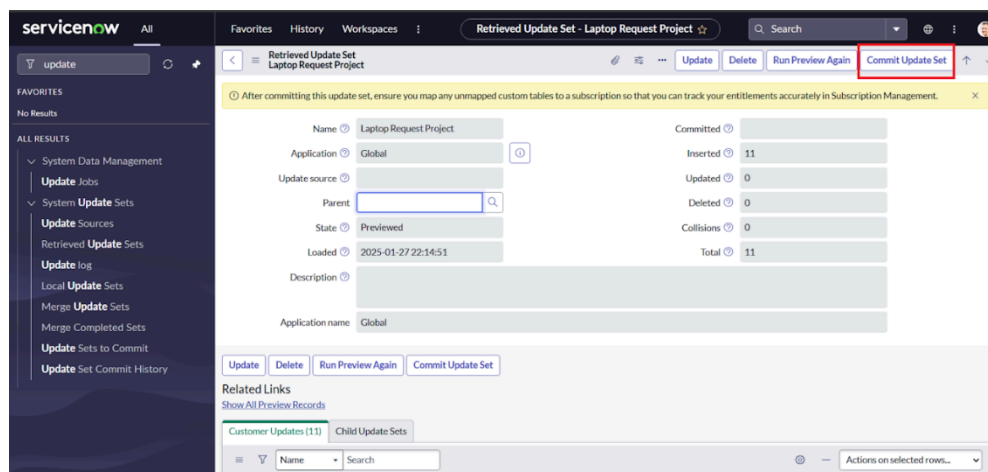 servicenow All Favorites History Workspaces Retrieved Update Set - Laptop Request Project Search
update
Retrieved Update Set
Laptop Request Project
Update Delete Run Preview Again Commit Update Set
After committing this update set, ensure you map any unmapped custom tables to a subscription so that you can track your entitlements accurately in Subscription Management.
FAVORITES
No Results
ALL RESULTS
System Data Management
Update Jobs
System Update Sets
Update Sources
Retrieved Update Sets
Update log
Local Update Sets
Merge Update Sets
Merge Completed Sets
Update Sets to Commit
Update Set Commit History
Name Laptop Request Project
Application Global
Update source
Parent
State Previewed
Loaded 2025-01-27 22:14:51
Description
Application name Global
Committed
Inserted 11
Updated 0
Deleted 0
Collisions 0
Total 11
Update Delete Run Preview Again Commit Update Set
Related Links
Show All Preview Records
Customer Updates (11) Child Update Sets
Name Search Actions on selected rows...